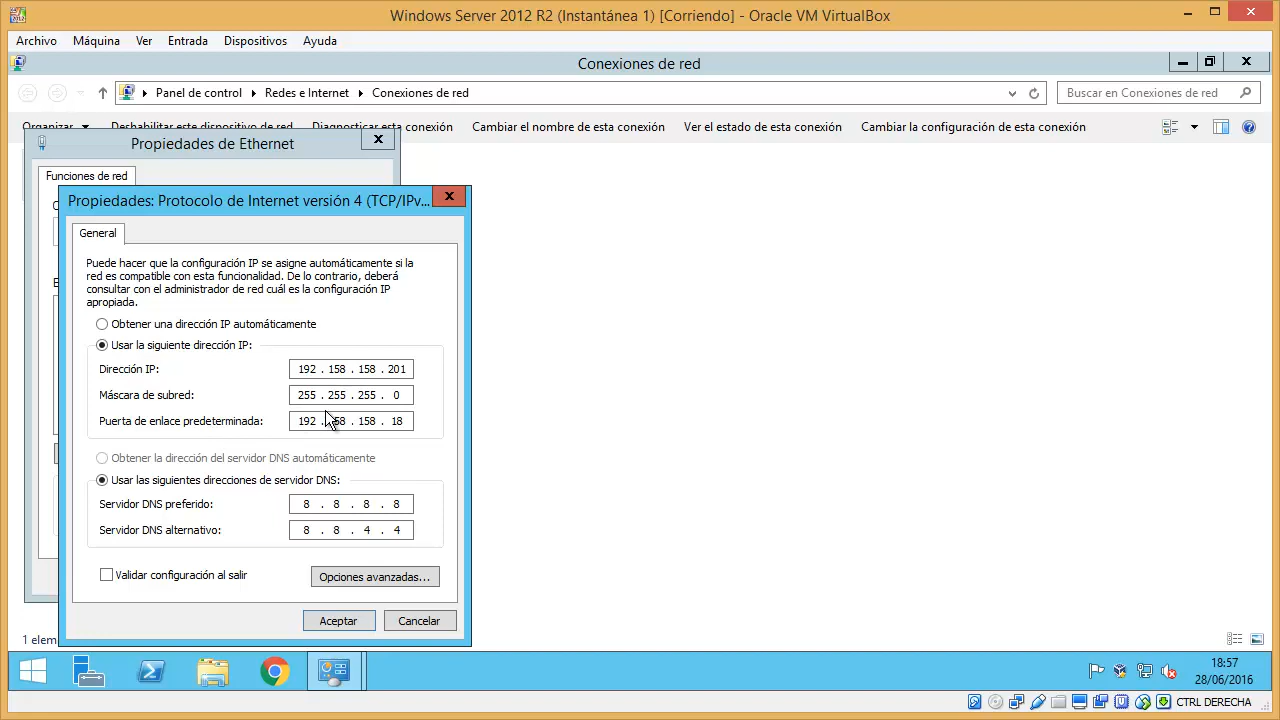 Windows Server 2012 R2 (Instantánea 1) [Corriendo] - Oracle VM VirtualBox
Archivo Máquina Ver Entrada Dispositivos Ayuda
Conexiones de red
Panel de control Redes e Internet Conexiones de red
Buscar en Conexiones de red
Organizar Deshabilitar este dispositivo de red Diagnosticar esta conexión Cambiar el nombre de esta conexión Ver el estado de esta conexión Cambiar la configuración de esta conexión
Propiedades de Ethernet
Funciones de red
Propiedades: Protocolo de Internet versión 4 (TCP/IPv...
General
Puede hacer que la configuración IP se asigne automáticamente si la
red es compatible con esta funcionalidad. De lo contrario, deberá
consultar con el administrador de red cuál es la configuración IP
apropiada.
Obtener una dirección IP automáticamente
Usar la siguiente dirección IP:
Dirección IP: 192 . 158 . 158 . 201
Máscara de subred: 255 . 255 . 255 . 0
Puerta de enlace predeterminada: 192 . 158 . 158 . 18
Obtener la dirección del servidor DNS automáticamente
Usar las siguientes direcciones de servidor DNS:
Servidor DNS preferido: 8 . 8 . 8 . 8
Servidor DNS alternativo: 8 . 8 . 4 . 4
Validar configuración al salir
Opciones avanzadas...
Aceptar Cancelar
1 elem
18:57
28/06/2016
CTRL DERECHA